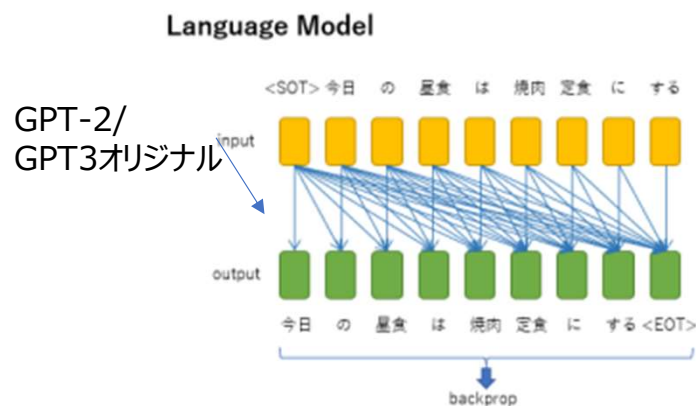 Language Model
<SOT> 今日 の 昼食 は 焼肉 定食 に する
GPT-2/
input
GPT3オリジナル
output
今日 の 昼食 は 焼肉 定食 に する <EOT>
backprop